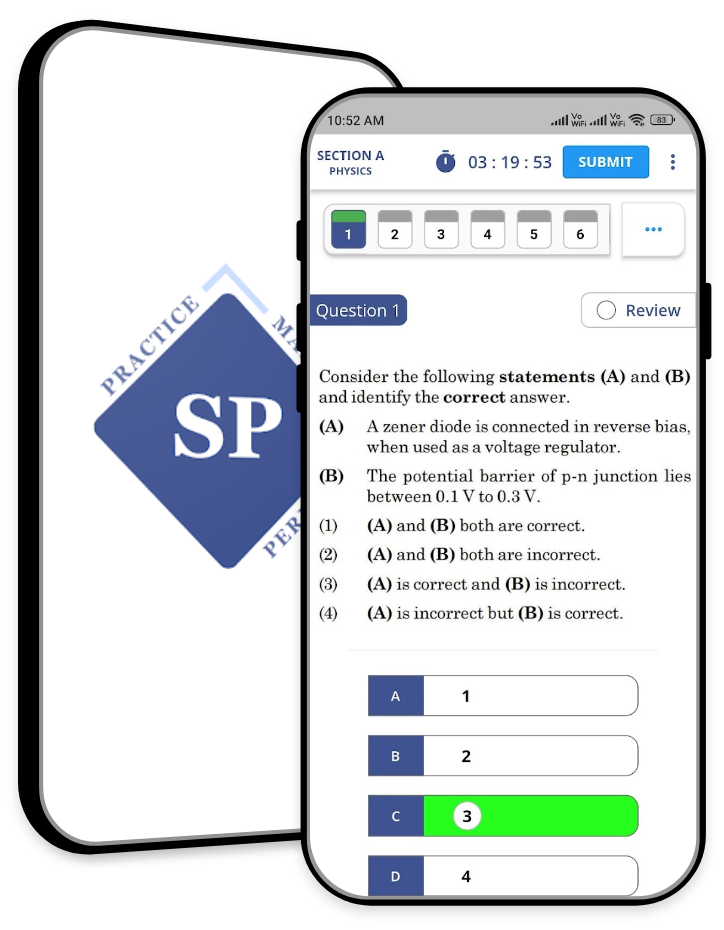 PRACTICE
SP
10:52 AM
Vo WiFi Vo WiFi 83
SECTION A
PHYSICS
03 : 19 : 53
SUBMIT
1 2 3 4 5 6
Question 1
Review
Consider the following statements (A) and (B)
and identify the correct answer.
(A) A zener diode is connected in reverse bias,
when used as a voltage regulator.
(B) The potential barrier of p-n junction lies
between 0.1 V to 0.3 V.
(1) (A) and (B) both are correct.
(2) (A) and (B) both are incorrect.
(3) (A) is correct and (B) is incorrect.
(4) (A) is incorrect but (B) is correct.
A 1
B 2
C 3
D 4